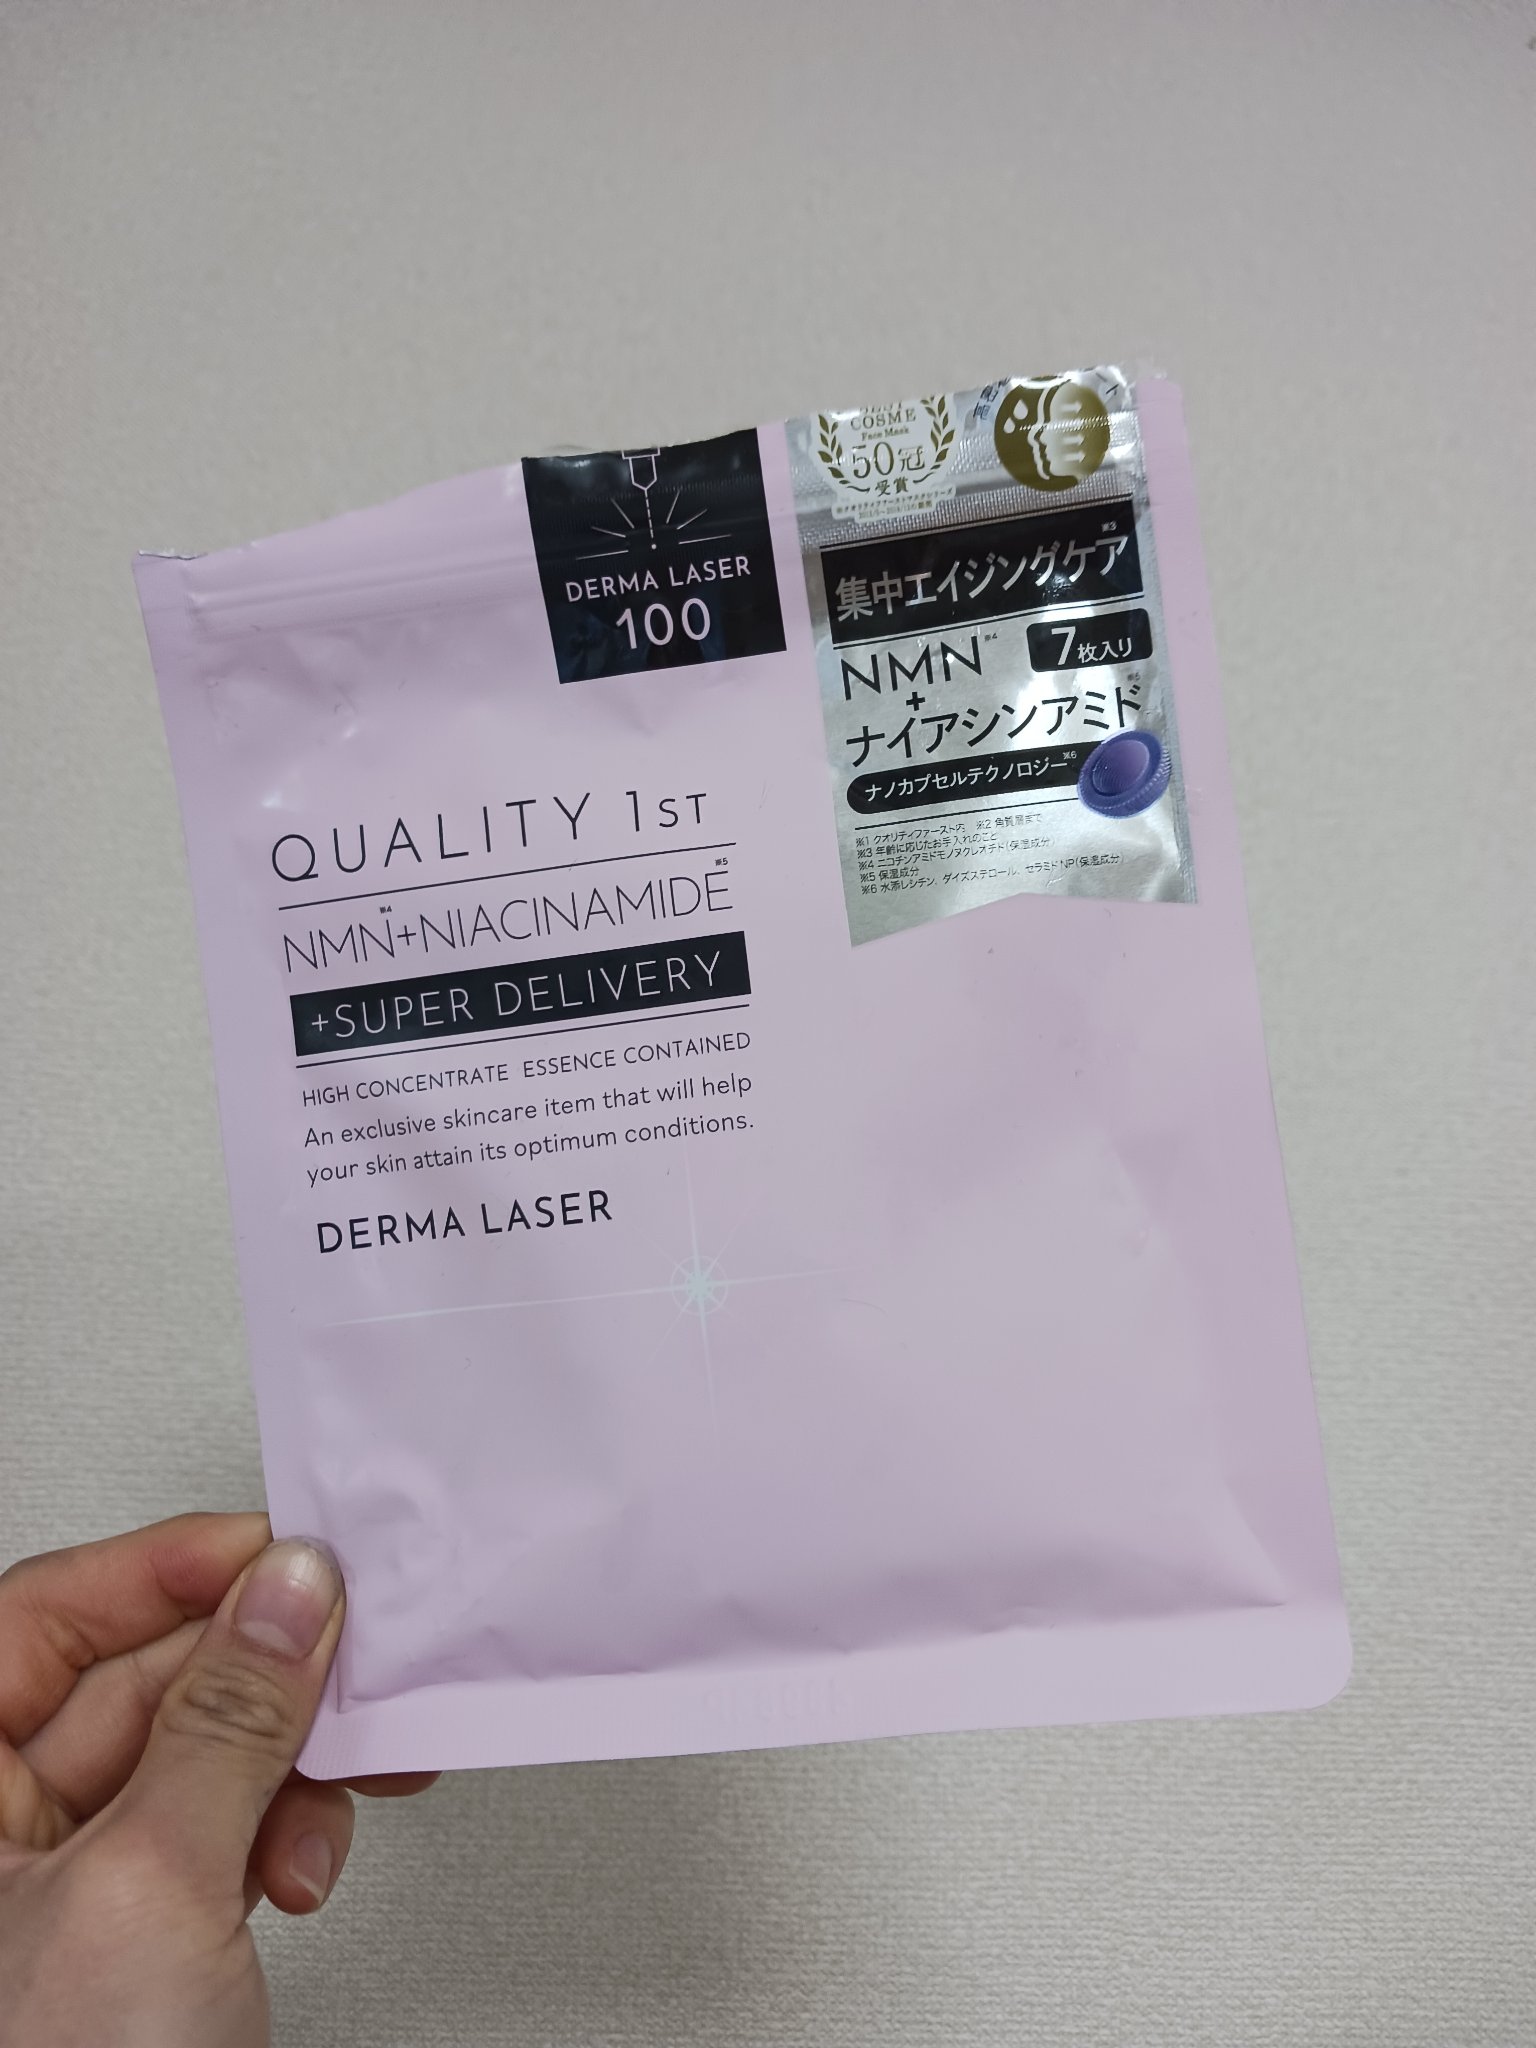 DERMA LASER
100
COSME
Face Mask
50冠
受賞
※3
集中エイジングケア
NMN※4
7枚入り
+
ナイアシンアミド※5
ナノカプセルテクノロジー※6
※1 クオリティファースト内 ※2 角質層まで
※3 年齢に応じたお手入れのこと
※4 ニコチンアミドモノヌクレオチド(保湿成分)
※5 保湿成分
※6 水添レシチン、ダイズステロール、セラミドNP(保湿成分)
QUALITY 1ST
NMN※4+NIACINAMIDE※5
+SUPER DELIVERY
HIGH CONCENTRATE ESSENCE CONTAINED
An exclusive skincare item that will help
your skin attain its optimum conditions.
DERMA LASER